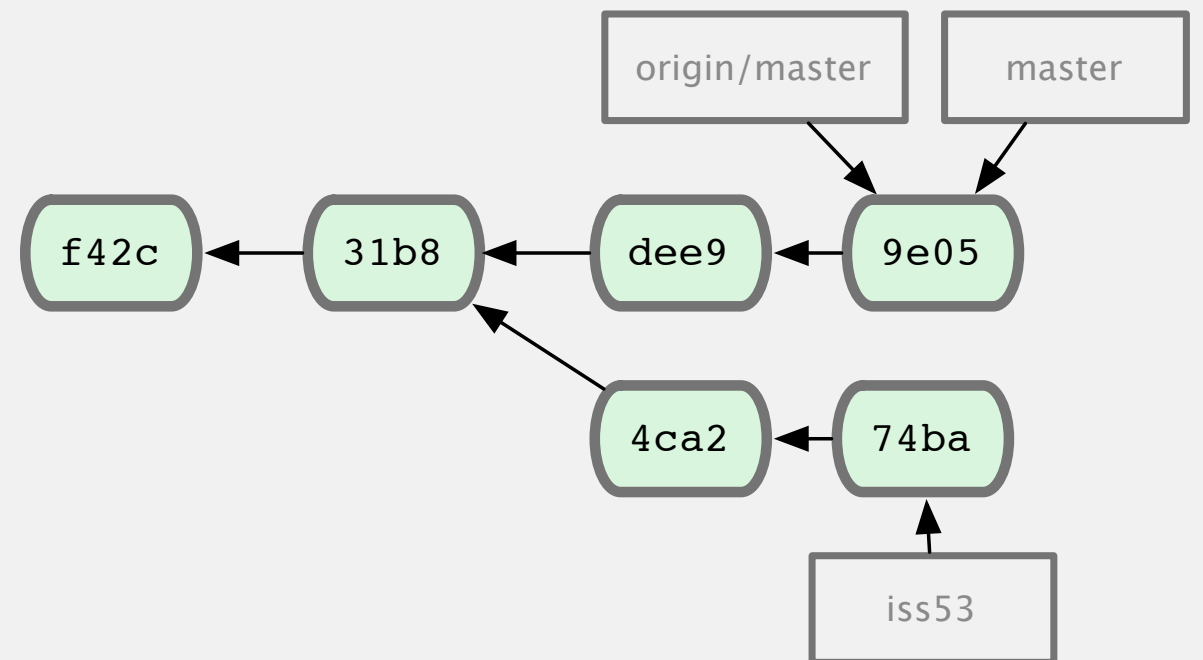 origin/master
master
f42c
31b8
dee9
9e05
4ca2
74ba
iss53